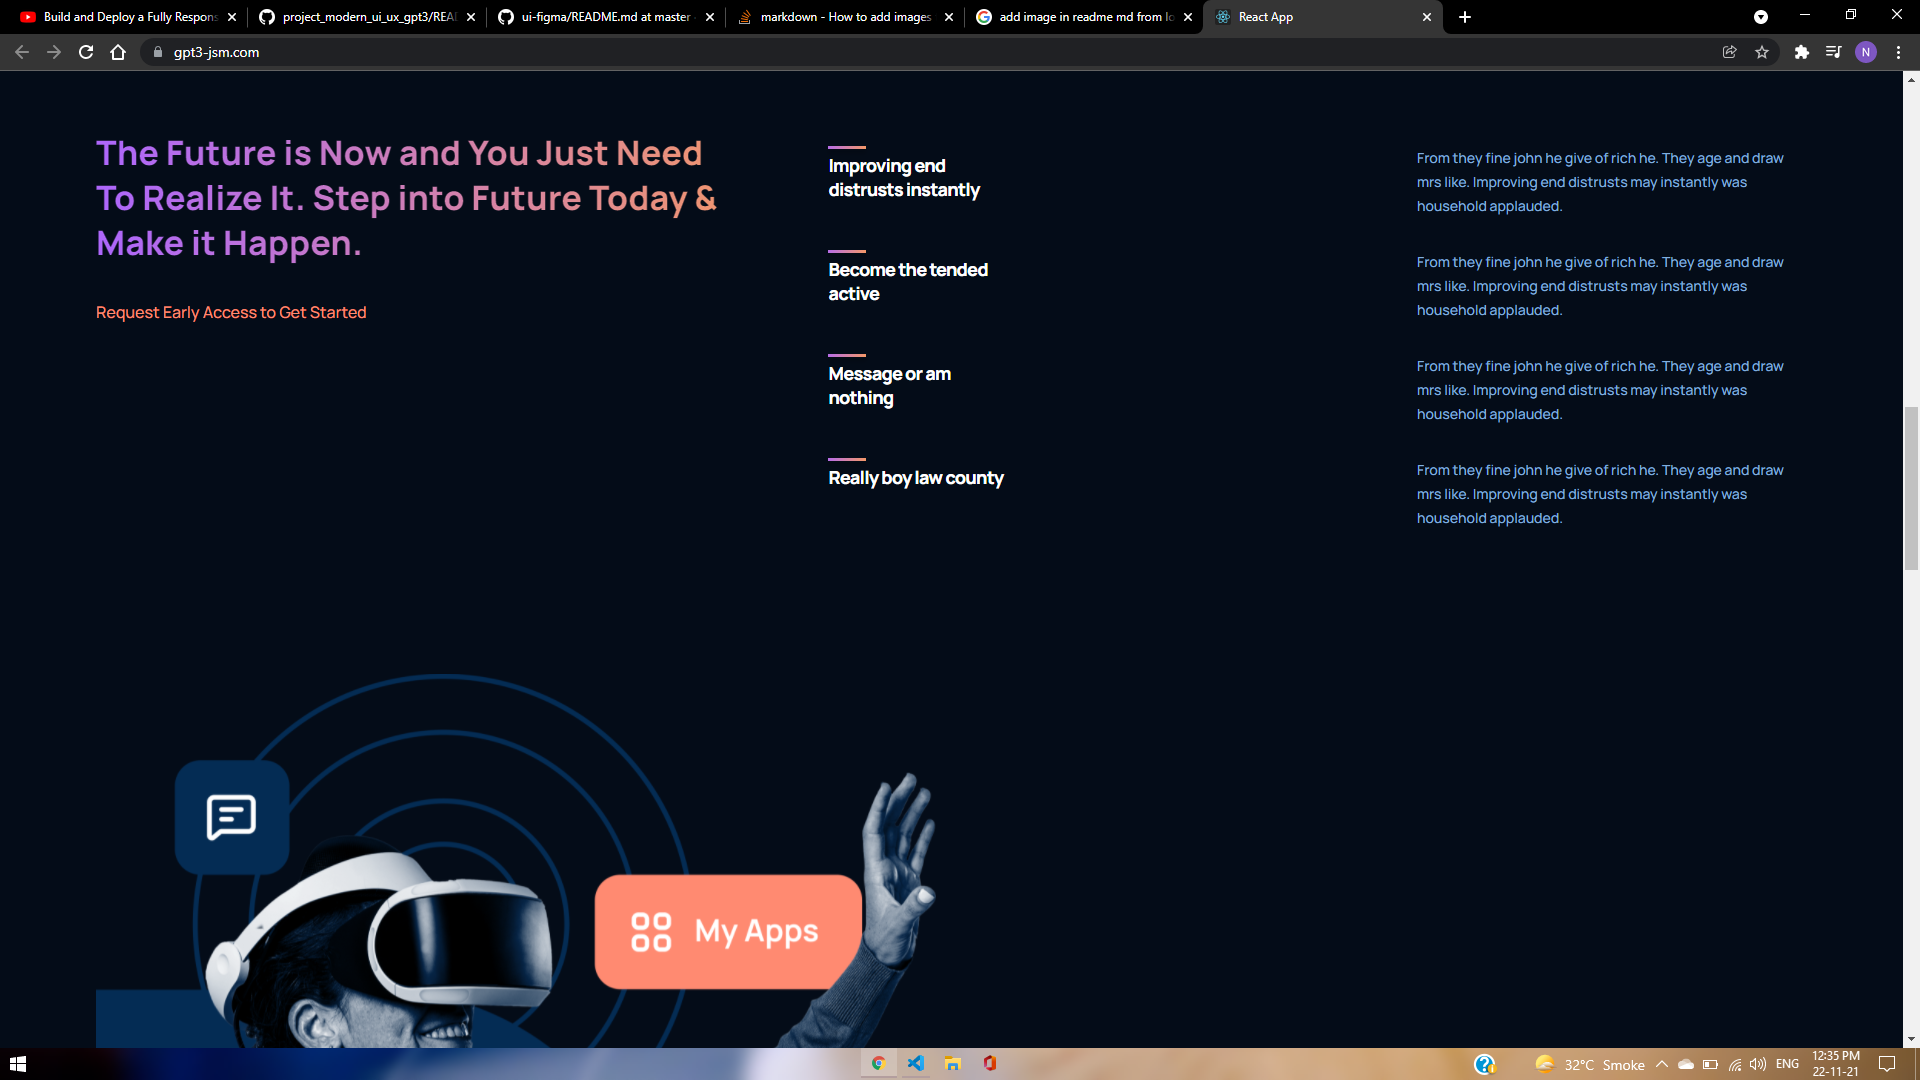 Build and Deploy a Fully Respons
project_modern_ui_ux_gpt3/REA
ui-figma/README.md at master
markdown - How to add images
add image in readme md from lo
React App
gpt3-jsm.com
N
The Future is Now and You Just Need
To Realize It. Step into Future Today &
Make it Happen.
Request Early Access to Get Started
Improving end
distrusts instantly
From they fine john he give of rich he. They age and draw
mrs like. Improving end distrusts may instantly was
household applauded.
Become the tended
active
From they fine john he give of rich he. They age and draw
mrs like. Improving end distrusts may instantly was
household applauded.
Message or am
nothing
From they fine john he give of rich he. They age and draw
mrs like. Improving end distrusts may instantly was
household applauded.
Really boy law county
From they fine john he give of rich he. They age and draw
mrs like. Improving end distrusts may instantly was
household applauded.
My Apps
32°C Smoke
ENG
12:35 PM
22-11-21